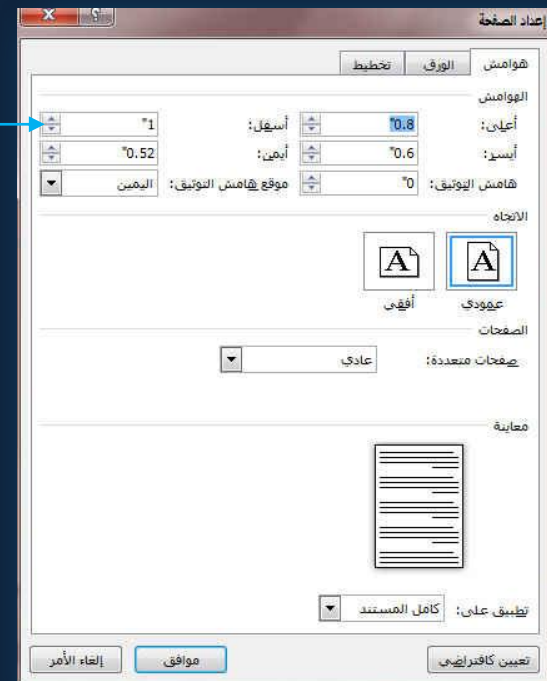 إعداد الصفحة
هوامش الورق تخطيط
الهوامش
أعلى: 0.8" أسفل: 1"
أيسر: 0.6" أيمن: 0.52"
هامش التوثيق: 0" موقع هامش التوثيق: اليمين
الاتجاه
A A
عمودي أفقي
الصفحات
صفحات متعددة: عادي
معاينة
تطبيق على: كامل المستند
تعيين كافتراضي موافق إلغاء الأمر